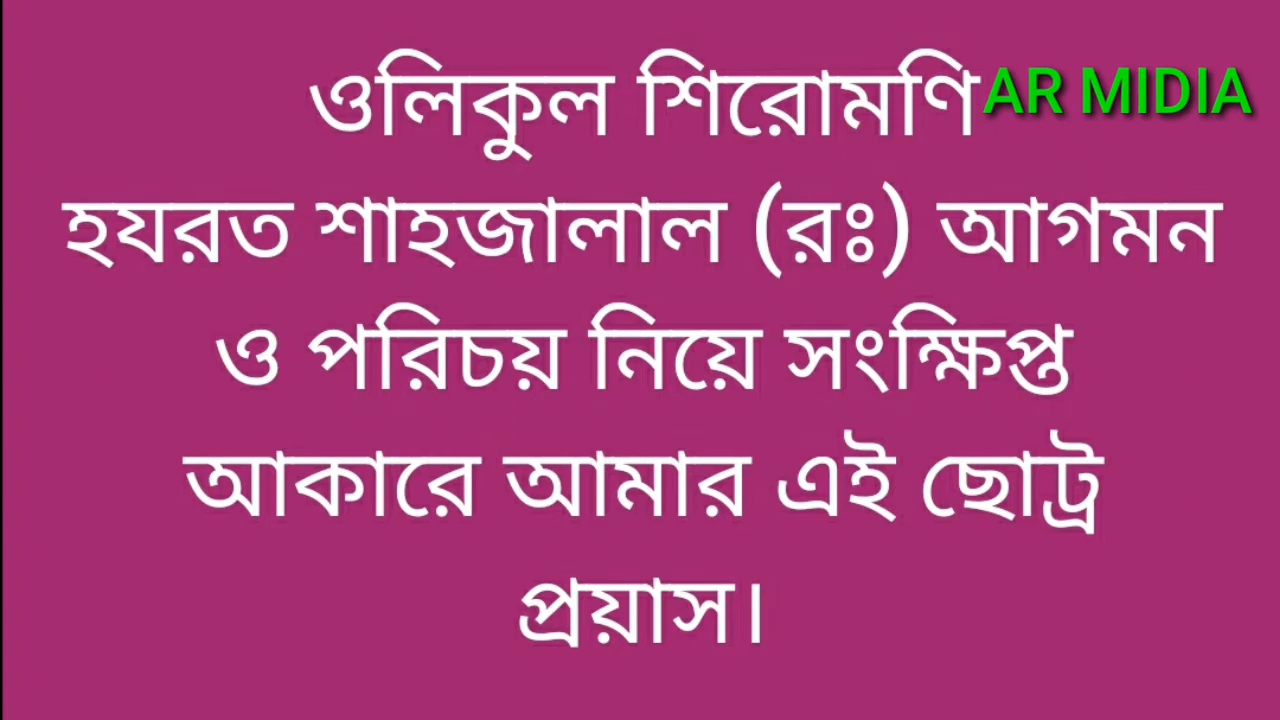 ওলিকুল শিরোমণি
AR MIDIA
হযরত শাহজালাল (রঃ) আগমন
ও পরিচয় নিয়ে সংক্ষিপ্ত
আকারে আমার এই ছোট্র
প্রয়াস।